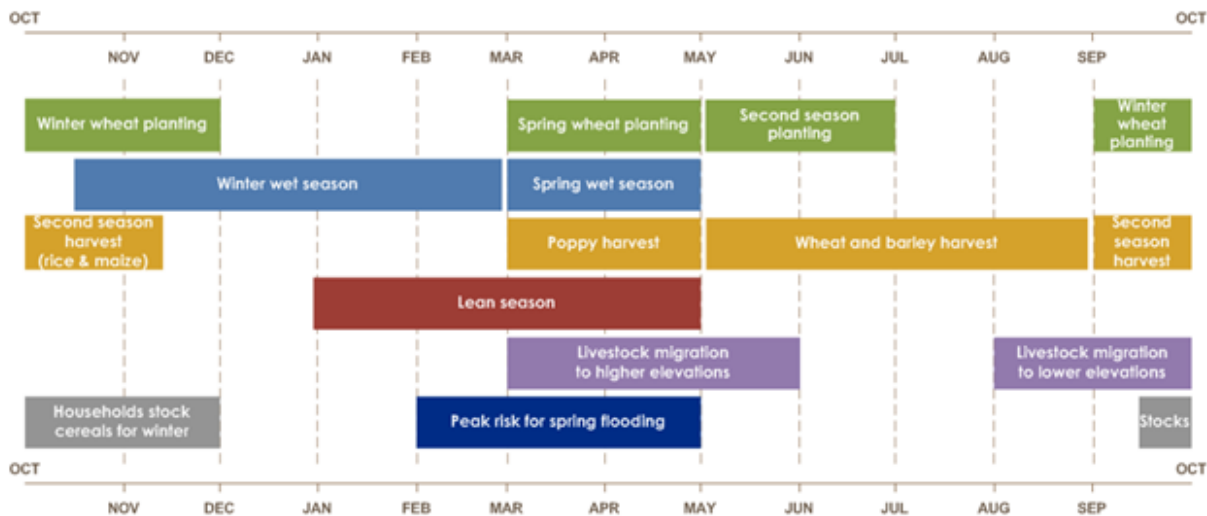 OCT OCT
NOV DEC JAN FEB MAR APR MAY JUN JUL AUG SEP
Winter wheat planting
Spring wheat planting
Second season
planting
Winter
wheat
planting
Winter wet season
Spring wet season
Second season
harvest
(rice & maize)
Poppy harvest
Wheat and barley harvest
Second
season
harvest
Lean season
Livestock migration
to higher elevations
Livestock migration
to lower elevations
Households stock
cereals for winter
Peak risk for spring flooding
Stocks
OCT OCT
NOV DEC JAN FEB MAR APR MAY JUN JUL AUG SEP